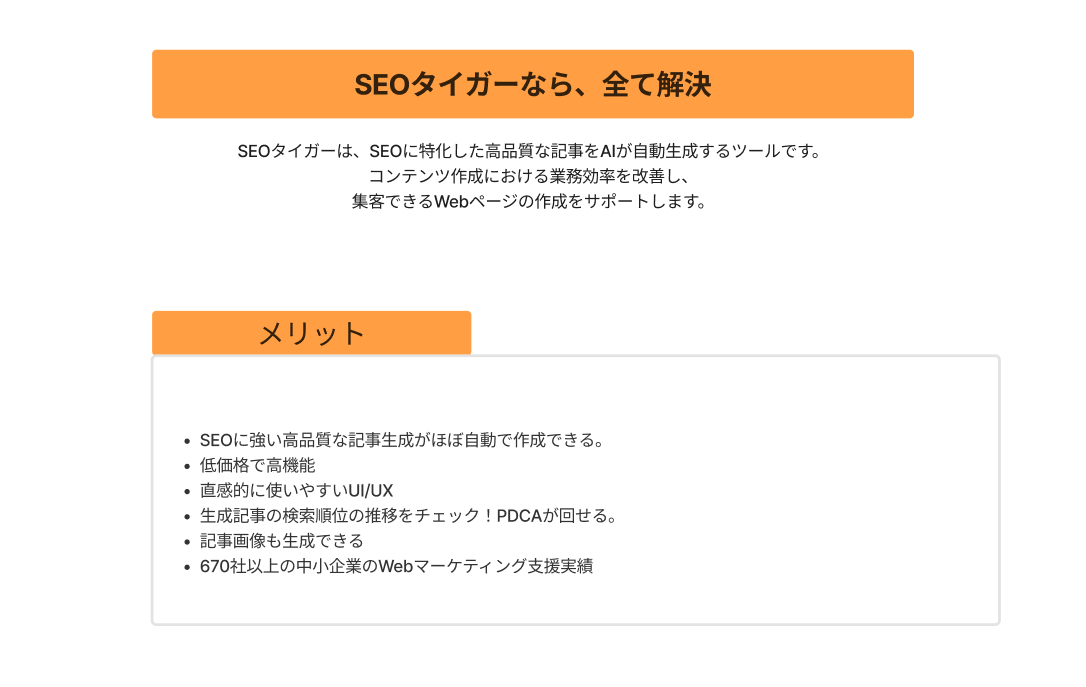 SEOタイガーなら、全て解決
SEOタイガーは、SEOに特化した高品質な記事をAIが自動生成するツールです。
コンテンツ作成における業務効率を改善し、
集客できるWebページの作成をサポートします。
メリット
• SEOに強い高品質な記事生成がほぼ自動で作成できる。
• 低価格で高機能
• 直感的に使いやすいUI/UX
• 生成記事の検索順位の推移をチェック！PDCAが回せる。
• 記事画像も生成できる
• 670社以上の中小企業のWebマーケティング支援実績